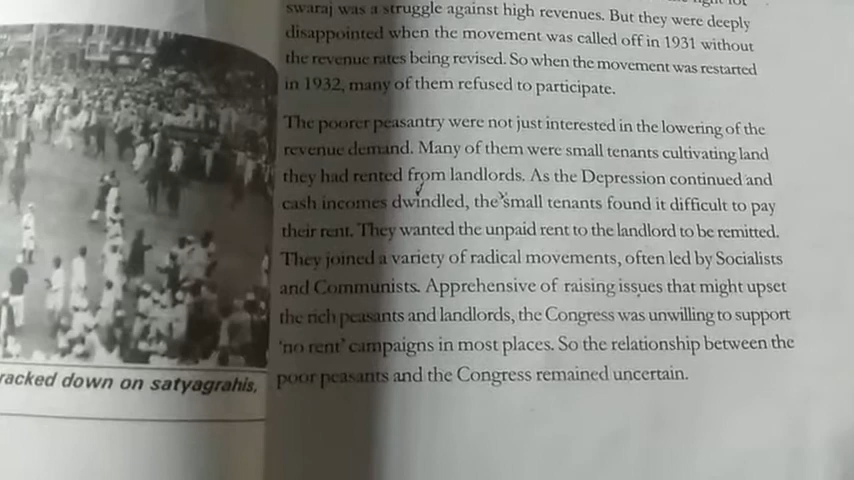 swaraj was a struggle against high revenues. But they were deeply
disappointed when the movement was called off in 1931 without
the revenue rates being revised. So when the movement was restarted
in 1932, many of them refused to participate.
The poorer peasantry were not just interested in the lowering of the
revenue demand. Many of them were small tenants cultivating land
they had rented from landlords. As the Depression continued and
cash incomes dwindled, the small tenants found it difficult to pay
their rent. They wanted the unpaid rent to the landlord to be remitted.
They joined a variety of radical movements, often led by Socialists
and Communists. Apprehensive of raising issues that might upset
the rich peasants and landlords, the Congress was unwilling to support
'no rent' campaigns in most places. So the relationship between the
poor peasants and the Congress remained uncertain.
racked down on satyagrahis,